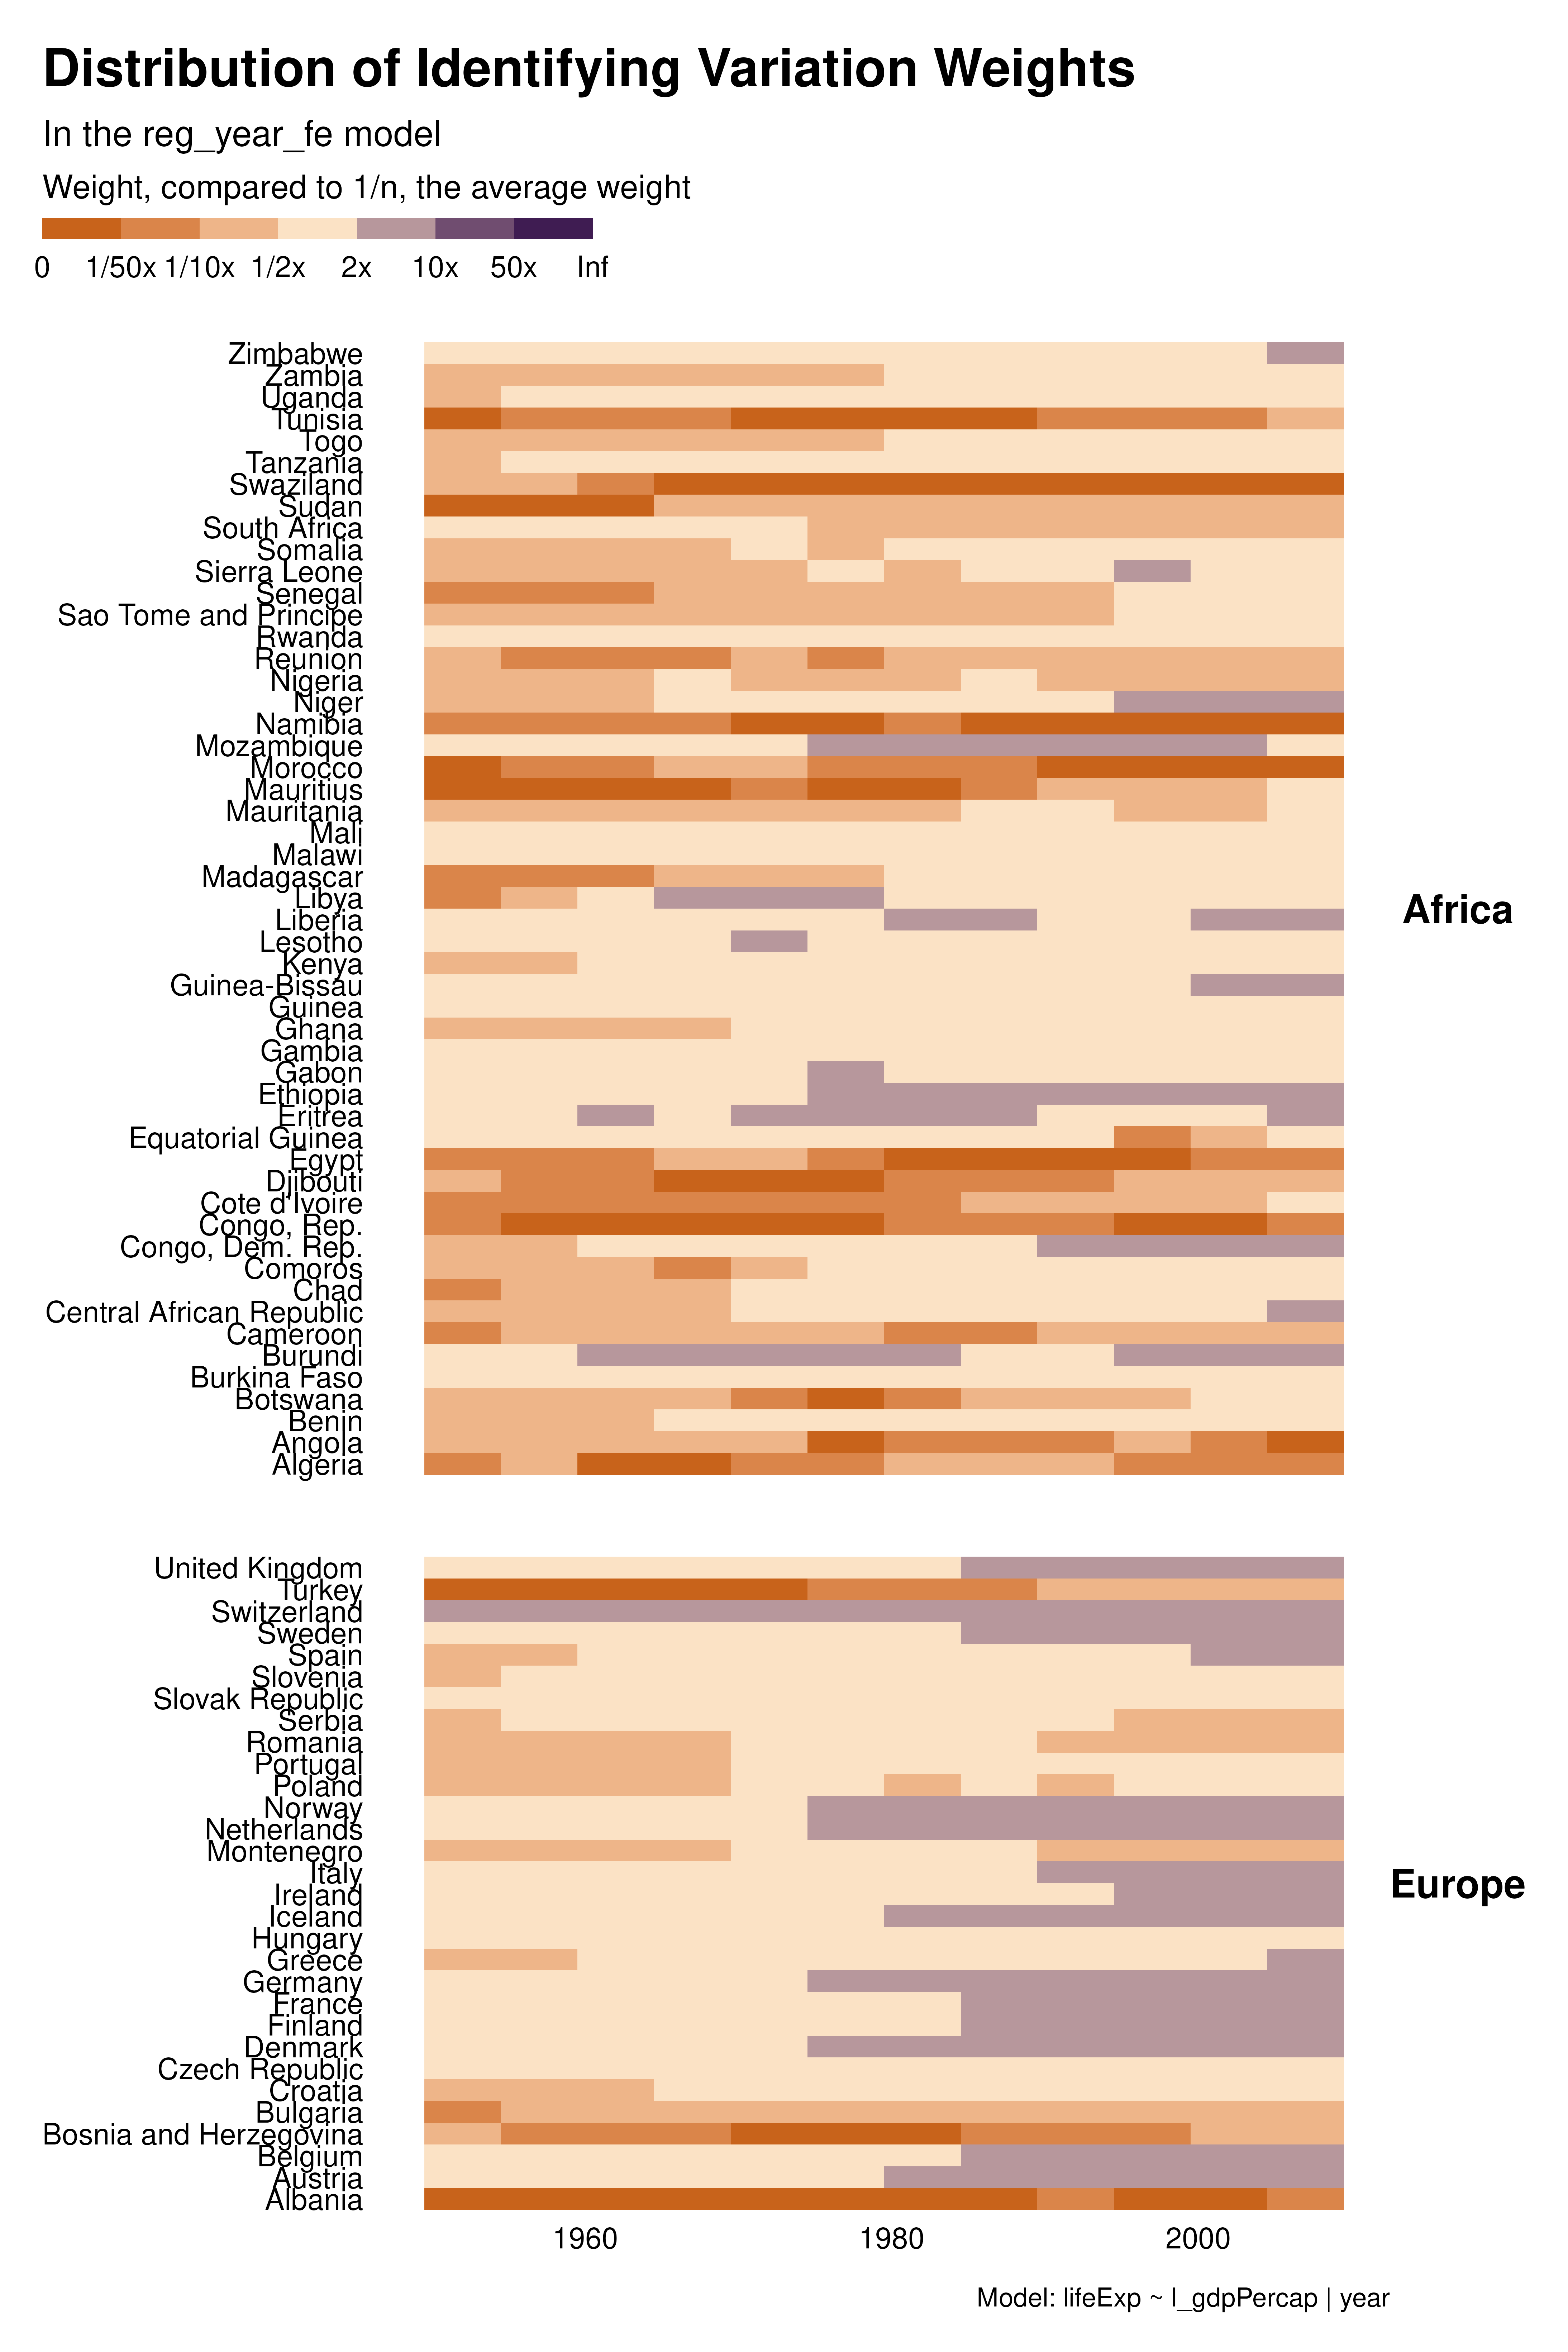 Distribution of Identifying Variation Weights
In the reg_year_fe model
Weight, compared to 1/n, the average weight
0 1/50x 1/10x 1/2x 2x 10x 50x Inf
Zimbabwe
Zambia
Uganda
Tunisia
Togo
Tanzania
Swaziland
Sudan
South Africa
Somalia
Sierra Leone
Senegal
Sao Tome and Principe
Rwanda
Reunion
Nigeria
Niger
Namibia
Mozambique
Morocco
Mauritius
Mauritania
Mali
Malawi
Madagascar
Libya
Liberia
Lesotho
Kenya
Guinea-Bissau
Guinea
Ghana
Gambia
Gabon
Ethiopia
Eritrea
Equatorial Guinea
Egypt
Djibouti
Cote d'Ivoire
Congo, Rep.
Congo, Dem. Rep.
Comoros
Chad
Central African Republic
Cameroon
Burundi
Burkina Faso
Botswana
Benin
Angola
Algeria
Africa
United Kingdom
Turkey
Switzerland
Sweden
Spain
Slovenia
Slovak Republic
Serbia
Romania
Portugal
Poland
Norway
Netherlands
Montenegro
Italy
Ireland
Iceland
Hungary
Greece
Germany
France
Finland
Denmark
Czech Republic
Croatia
Bulgaria
Bosnia and Herzegovina
Belgium
Austria
Albania
Europe
1960 1980 2000
Model: lifeExp ~ l_gdpPercap | year